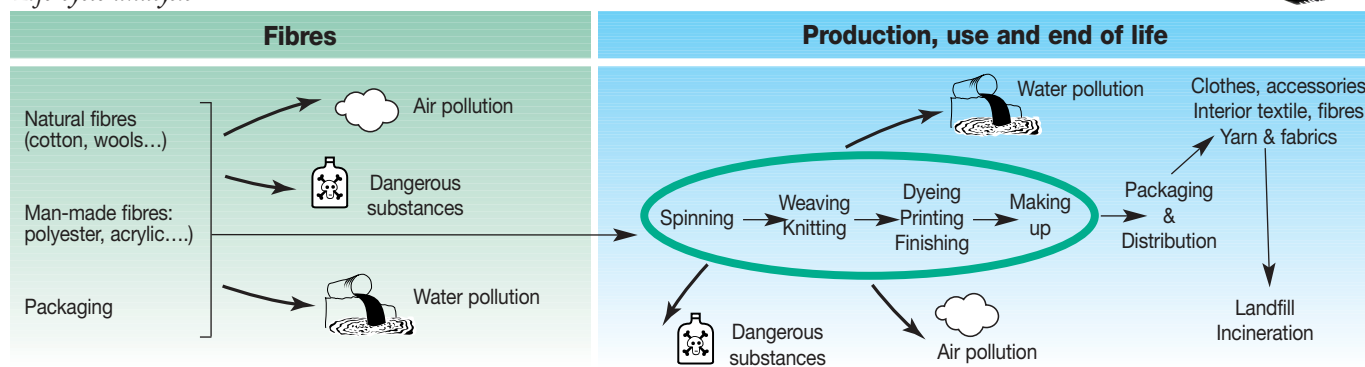 Fibres
Production, use and end of life
Natural fibres
(cotton, wools…)
Man-made fibres:
polyester, acrylic….)
Packaging
Air pollution
Dangerous
substances
Water pollution
Water pollution
Spinning
Weaving
Knitting
Dyeing
Printing
Finishing
Making
up
Dangerous
substances
Air pollution
Packaging
&
Distribution
Clothes, accessories
Interior textile, fibres
Yarn & fabrics
Landfill
Incineration